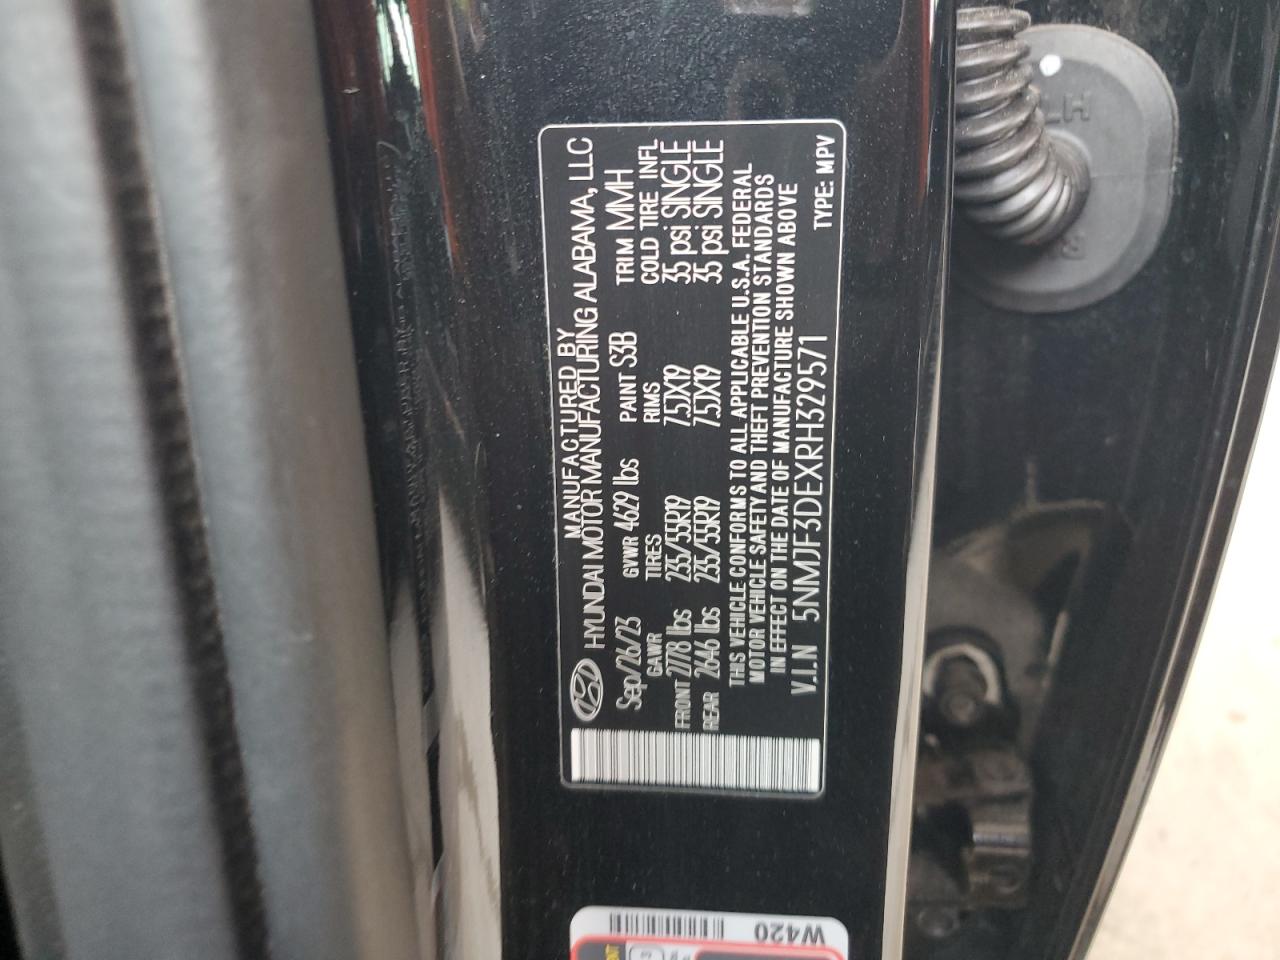 MANUFACTURED BY
HYUNDAI MOTOR MANUFACTURING ALABAMA, LLC
Sep/26/23 GVWR 4629 lbs PAINT S3B TRIM MMH
GAWR TIRES RIMS COLD TIRE INFL
FRONT 2778 lbs 235/55R19 7.5JX19 35 psi SINGLE
REAR 2646 lbs 235/55R19 7.5JX19 35 psi SINGLE
THIS VEHICLE CONFORMS TO ALL APPLICABLE U.S.A. FEDERAL
MOTOR VEHICLE SAFETY AND THEFT PREVENTION STANDARDS
IN EFFECT ON THE DATE OF MANUFACTURE SHOWN ABOVE
V.I.N 5NMJF3DEXRH329571 TYPE: MPV
LH
W420